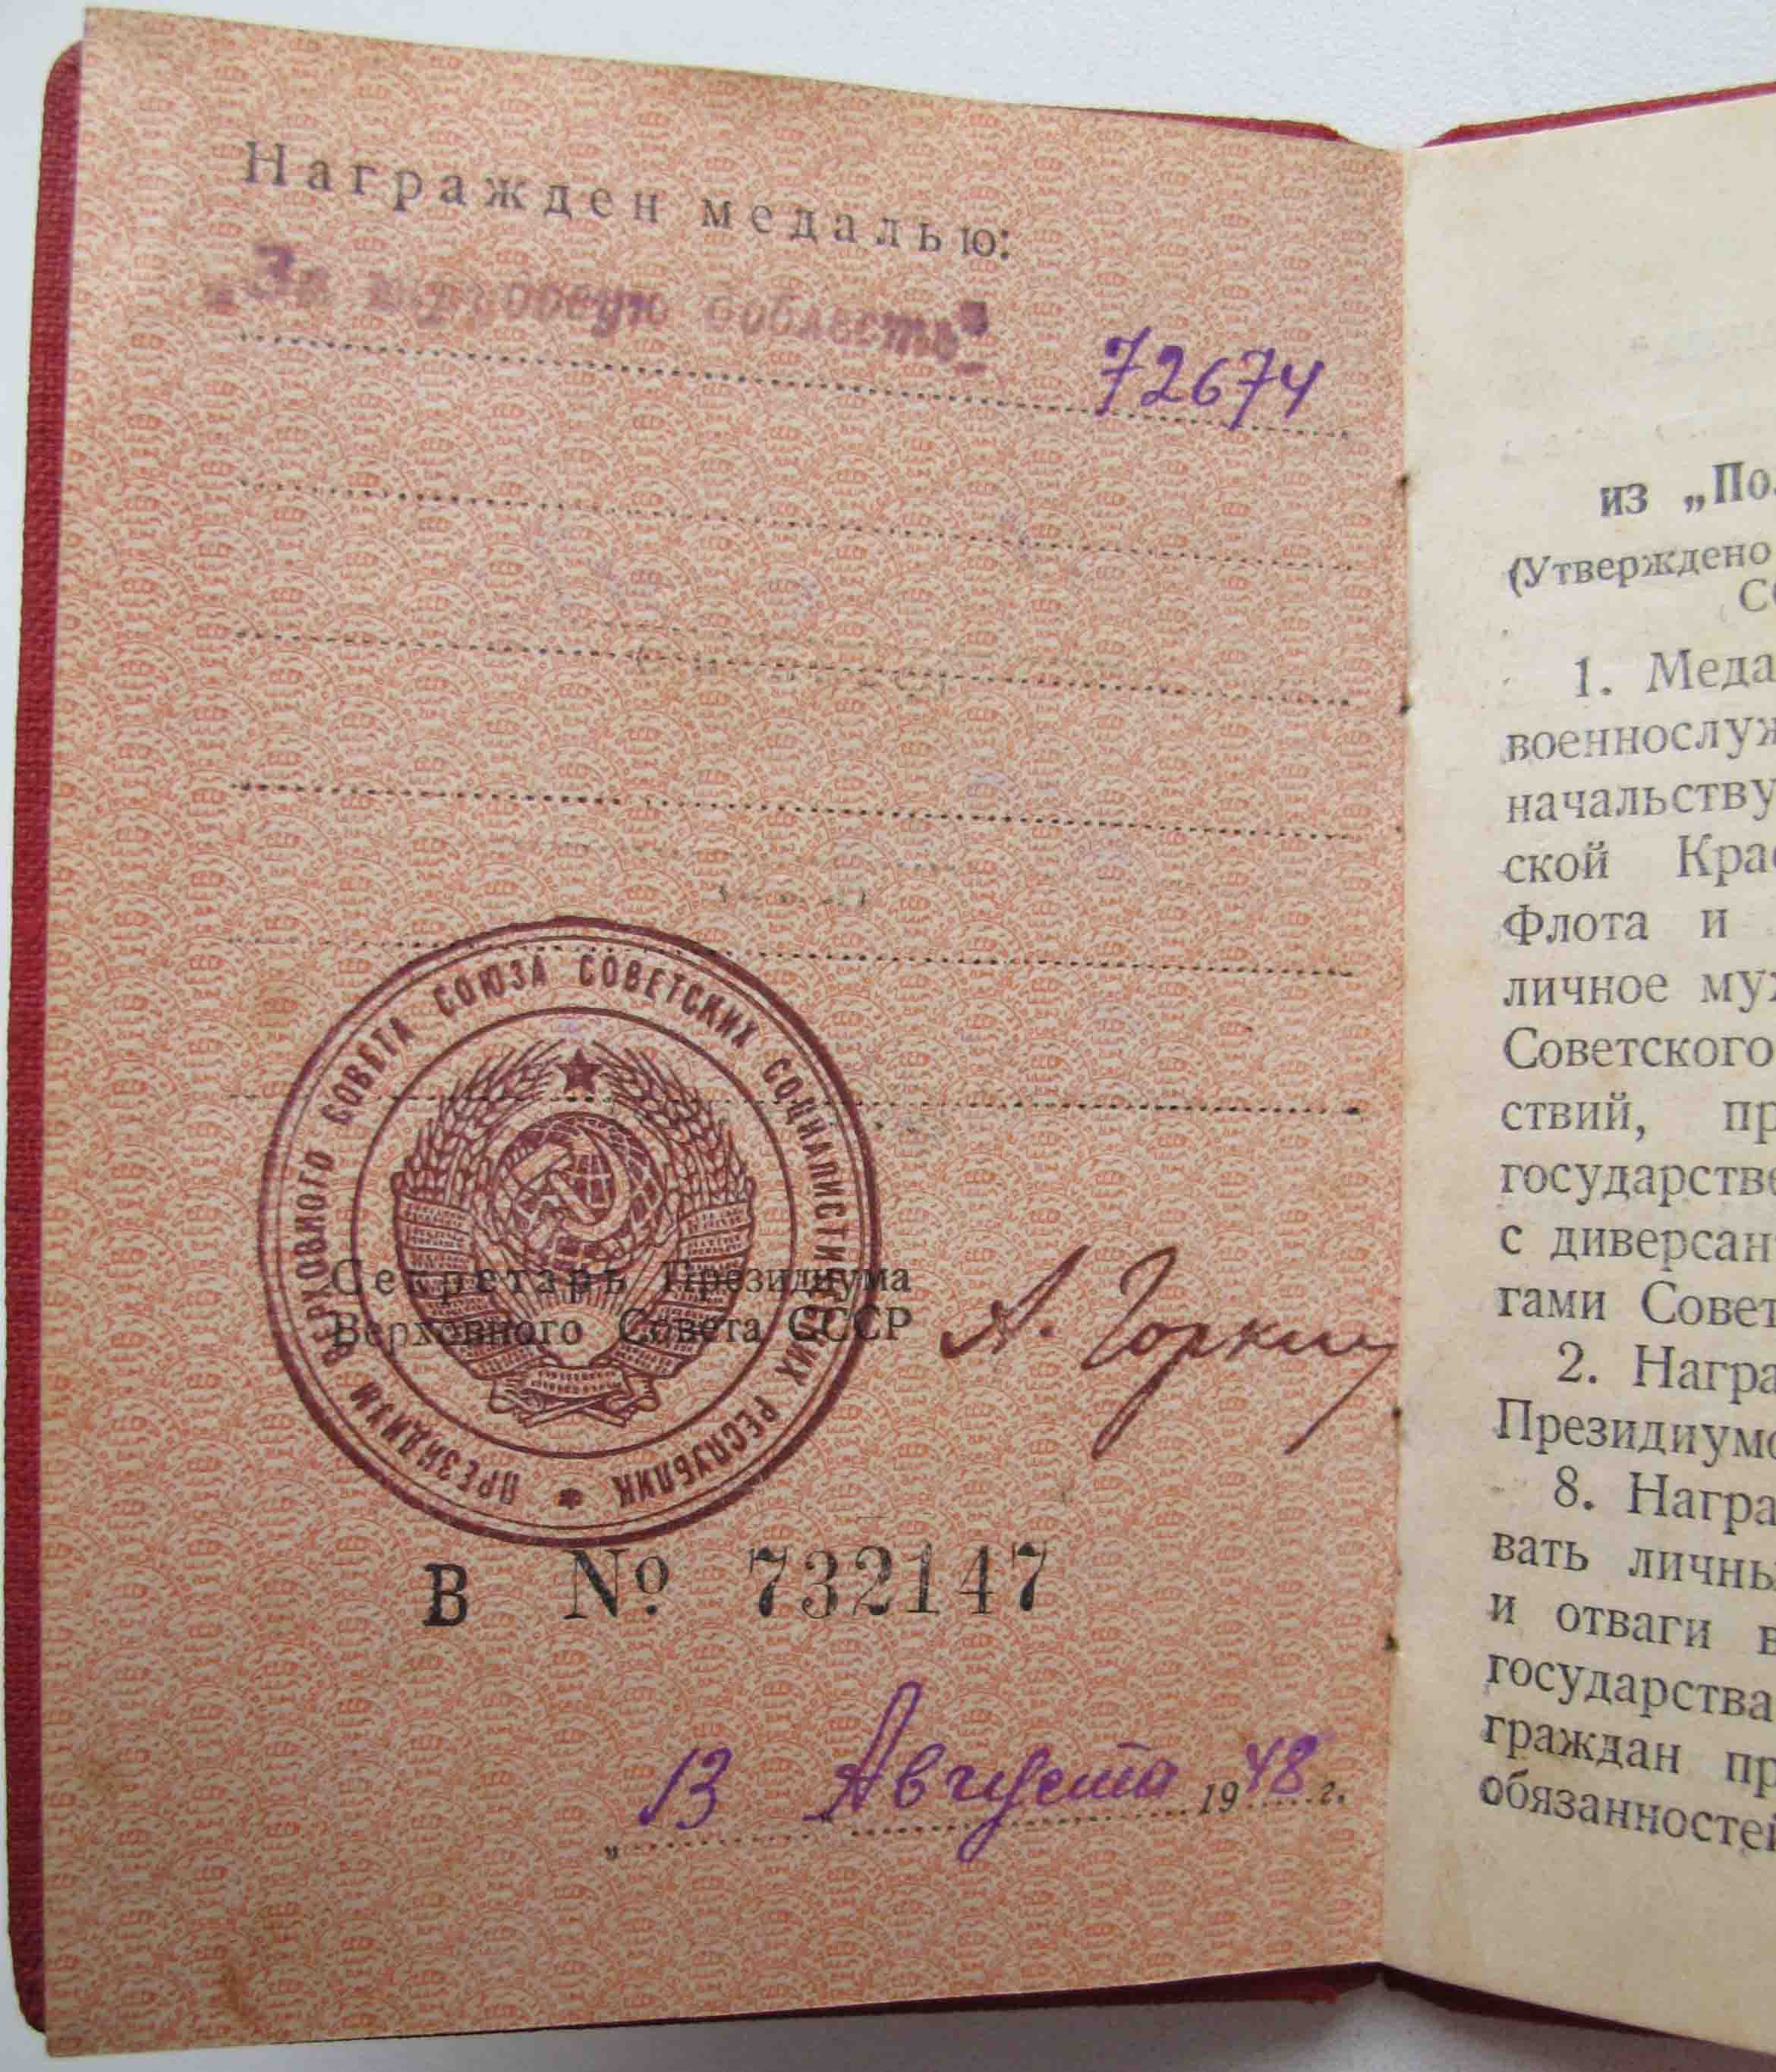 Награжден медалью:
„За трудовую доблесть“
72674
ПРЕЗИДИУМ ВЕРХОВНОГО СОВЕТА СОЮЗА СОВЕТСКИХ СОЦИАЛИСТИЧЕСКИХ РЕСПУБЛИК
Секретарь Президиума
Верховного Совета СССР
А. Горкин
В № 732147
„ 13 Августа 1948 г.
из „Пол
(Утверждено
СС
1. Меда
военнослуж
начальству
ской Крас
Флота и
личное муж
Советского
ствий, пр
государстве
с диверсан
гами Совет
2. Награ
Президиумо
8. Награ
вать личны
и отваги в
государства
граждан пр
обязанностей